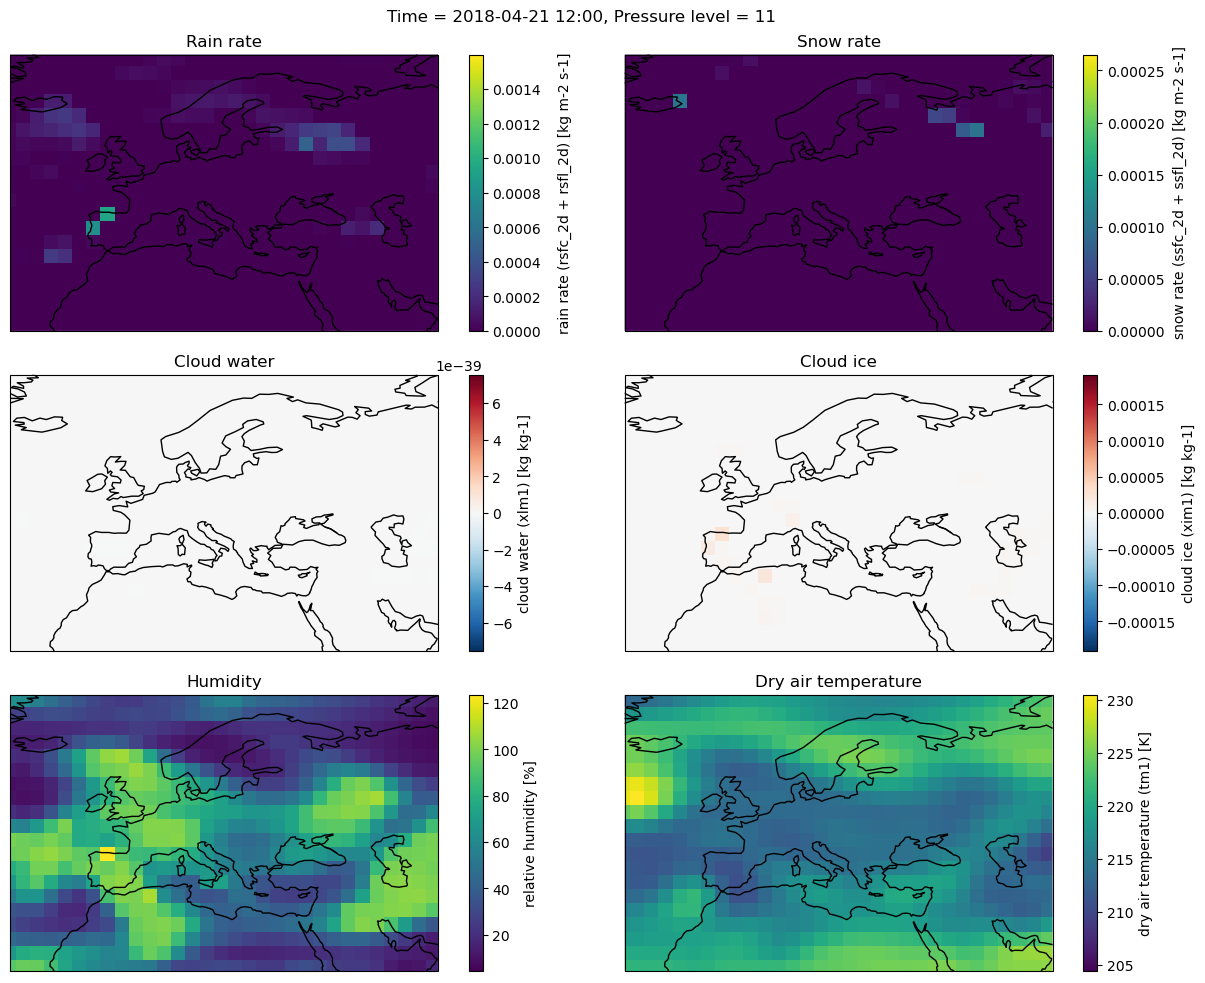 Time = 2018-04-21 12:00, Pressure level = 11
Rain rate
0.0014
0.0012
0.0010
0.0008
0.0006
0.0004
0.0002
0.0000
rain rate (rsfc_2d + rsfl_2d) [kg m-2 s-1]
Snow rate
0.00025
0.00020
0.00015
0.00010
0.00005
0.00000
snow rate (ssfc_2d + ssfl_2d) [kg m-2 s-1]
Cloud water
1e−39
6
4
2
0
−2
−4
−6
cloud water (xlm1) [kg kg-1]
Cloud ice
0.00015
0.00010
0.00005
0.00000
−0.00005
−0.00010
−0.00015
cloud ice (xim1) [kg kg-1]
Humidity
120
100
80
60
40
20
relative humidity [%]
Dry air temperature
230
225
220
215
210
205
dry air temperature (tm1) [K]